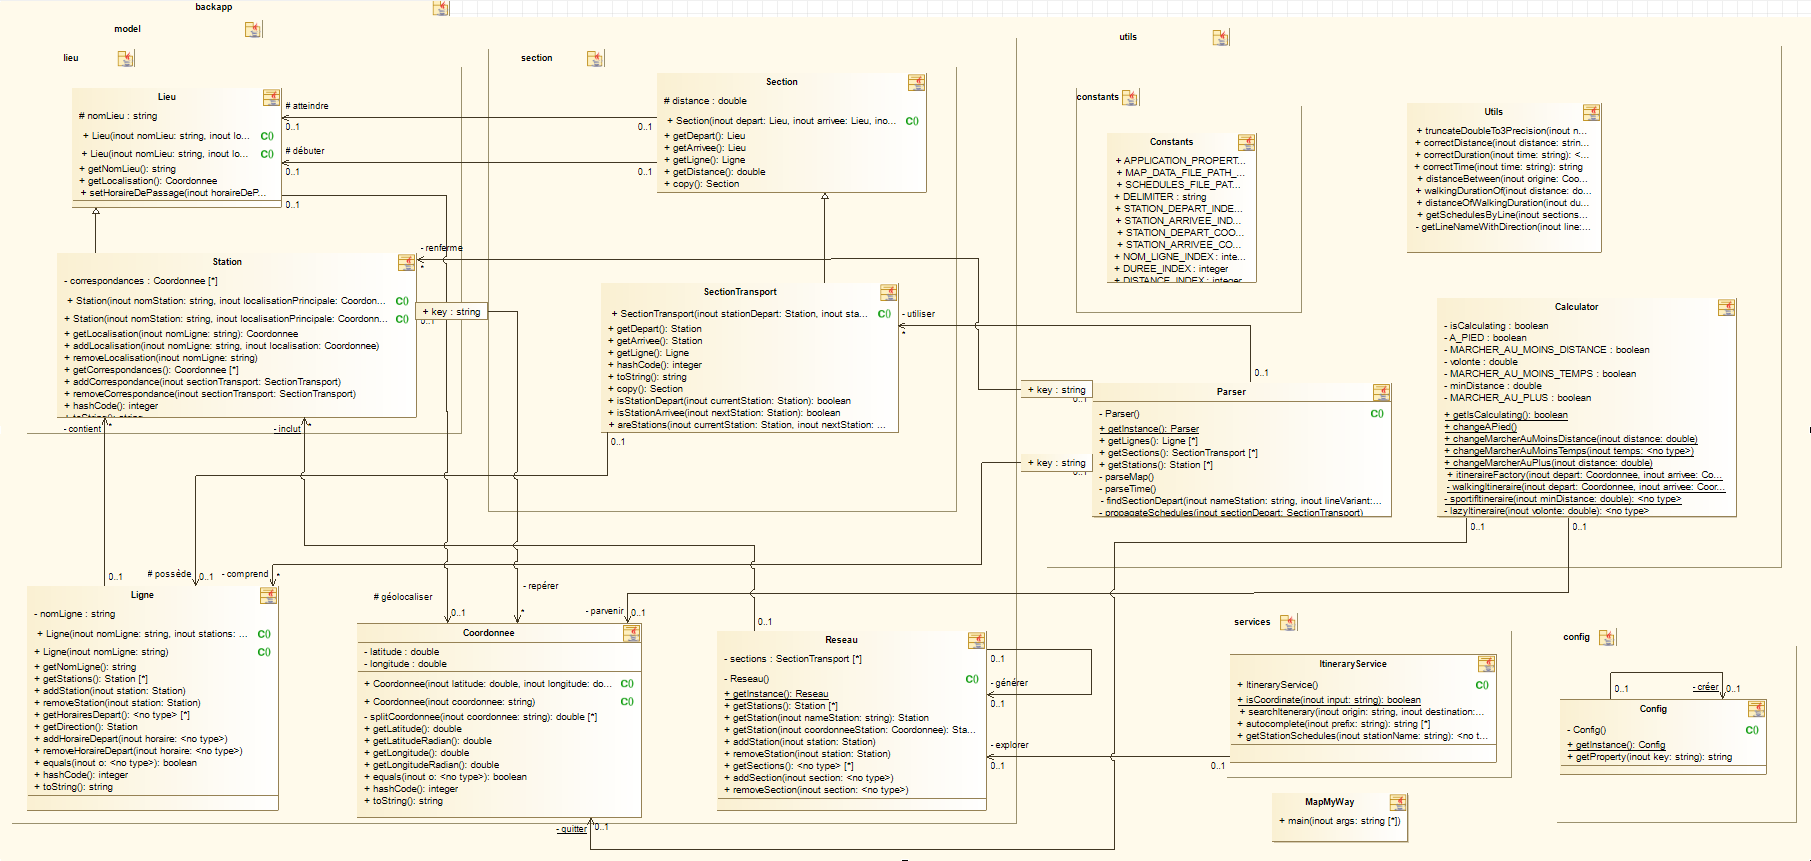 backapp
model
lieu
section
utils
constants
Lieu
# nomLieu : string
+ Lieu(inout nomLieu: string, inout lo...
C()
+ Lieu(inout nomLieu: string, inout lo...
C()
+ getNomLieu(): string
+ getLocalisation(): Coordonnee
+ setHoraireDePassage(inout horaireDeP...
# atteindre
0..1
0..1
# débuter
0..1
0..1
0..1
Section
# distance : double
+ Section(inout depart: Lieu, inout arrivee: Lieu, ino...
C()
+ getDepart(): Lieu
+ getArrivee(): Lieu
+ getLigne(): Ligne
+ getDistance(): double
+ copy(): Section
Constants
+ APPLICATION_PROPERT...
+ MAP_DATA_FILE_PATH_...
+ SCHEDULES_FILE_PAT...
+ DELIMITER : string
+ STATION_DEPART_INDE...
+ STATION_ARRIVEE_IND...
+ STATION_DEPART_COO...
+ STATION_ARRIVEE_CO...
+ NOM_LIGNE_INDEX : inte...
+ DUREE_INDEX : integer
+ DISTANCE_INDEX : integer
Utils
+ truncateDoubleTo3Precision(inout n...
+ correctDistance(inout distance: strin...
+ correctDuration(inout time: string): <...
+ correctTime(inout time: string): string
+ distanceBetween(inout origine: Coo...
+ walkingDurationOf(inout distance: do...
+ distanceOfWalkingDuration(inout du...
+ getSchedulesByLine(inout sections...
- getLineNameWithDirection(inout line:...
Station
- correspondances : Coordonnee [*]
+ Station(inout nomStation: string, inout localisationPrincipale: Coordon...
C()
+ Station(inout nomStation: string, inout localisationPrincipale: Coordonn...
C()
+ getLocalisation(inout nomLigne: string): Coordonnee
+ addLocalisation(inout nomLigne: string, inout localisation: Coordonnee)
+ removeLocalisation(inout nomLigne: string)
+ getCorrespondances(): Coordonnee [*]
+ addCorrespondance(inout sectionTransport: SectionTransport)
+ removeCorrespondance(inout sectionTransport: SectionTransport)
+ hashCode(): integer
+ toString(): string
- renferme
*
+ key : string
0..1
SectionTransport
+ SectionTransport(inout stationDepart: Station, inout sta...
C()
+ getDepart(): Station
+ getArrivee(): Station
+ getLigne(): Ligne
+ hashCode(): integer
+ toString(): string
+ copy(): Section
+ isStationDepart(inout currentStation: Station): boolean
+ isStationArrivee(inout nextStation: Station): boolean
+ areStations(inout currentStation: Station, inout nextStation: ...
- utiliser
*
0..1
0..1
+ key : string
0..1
+ key : string
0..1
Parser
- Parser()
C()
+ getInstance(): Parser
+ getLignes(): Ligne [*]
+ getSections(): SectionTransport [*]
+ getStations(): Station [*]
- parseMap()
- parseTime()
- findSectionDepart(inout nameStation: string, inout lineVariant:...
- propagateSchedules(inout sectionDepart: SectionTransport)
Calculator
- isCalculating : boolean
- A_PIED : boolean
- MARCHER_AU_MOINS_DISTANCE : boolean
- volonte : double
- MARCHER_AU_MOINS_TEMPS : boolean
- minDistance : double
- MARCHER_AU_PLUS : boolean
+ getIsCalculating(): boolean
+ changeAPied()
+ changeMarcherAuMoinsDistance(inout distance: double)
+ changeMarcherAuMoinsTemps(inout temps: <no type>)
+ changeMarcherAuPlus(inout distance: double)
+ itineraireFactory(inout depart: Coordonnee, inout arrivee: Co...
- walkingItineraire(inout depart: Coordonnee, inout arrivee: Coor...
- sportifItineraire(inout minDistance: double): <no type>
- lazyItineraire(inout volonte: double): <no type>
0..1
0..1
- contient
*
- inclut
*
0..1
# possède
0..1
- comprend
*
# géolocaliser
0..1
- repérer
*
- parvenir
0..1
0..1
Ligne
- nomLigne : string
+ Ligne(inout nomLigne: string, inout stations: ...
C()
+ Ligne(inout nomLigne: string)
C()
+ getNomLigne(): string
+ getStations(): Station [*]
+ addStation(inout station: Station)
+ removeStation(inout station: Station)
+ getHorairesDepart(): <no type> [*]
+ getDirection(): Station
+ addHoraireDepart(inout horaire: <no type>)
+ removeHoraireDepart(inout horaire: <no type>)
+ equals(inout o: <no type>): boolean
+ hashCode(): integer
+ toString(): string
Coordonnee
- latitude : double
- longitude : double
+ Coordonnee(inout latitude: double, inout longitude: do...
C()
+ Coordonnee(inout coordonnee: string)
C()
- splitCoordonnee(inout coordonnee: string): double [*]
+ getLatitude(): double
+ getLatitudeRadian(): double
+ getLongitude(): double
+ getLongitudeRadian(): double
+ equals(inout o: <no type>): boolean
+ hashCode(): integer
+ toString(): string
- quitter
0..1
Reseau
- sections : SectionTransport [*]
- Reseau()
C()
+ getInstance(): Reseau
+ getStations(): Station [*]
+ getStation(inout nameStation: string): Station
+ getStation(inout coordonneeStation: Coordonnee): Sta...
+ addStation(inout station: Station)
+ removeStation(inout station: Station)
+ getSections(): <no type> [*]
+ addSection(inout section: <no type>)
+ removeSection(inout section: <no type>)
0..1
- générer
0..1
- explorer
0..1
0..1
services
ItineraryService
+ ItineraryService()
C()
+ isCoordinate(inout input: string): boolean
+ searchItenerary(inout origin: string, inout destination:...
+ autocomplete(inout prefix: string): string [*]
+ getStationSchedules(inout stationName: string): <no t...
config
0..1
- créer
0..1
Config
- Config()
C()
+ getInstance(): Config
+ getProperty(inout key: string): string
MapMyWay
+ main(inout args: string [*])